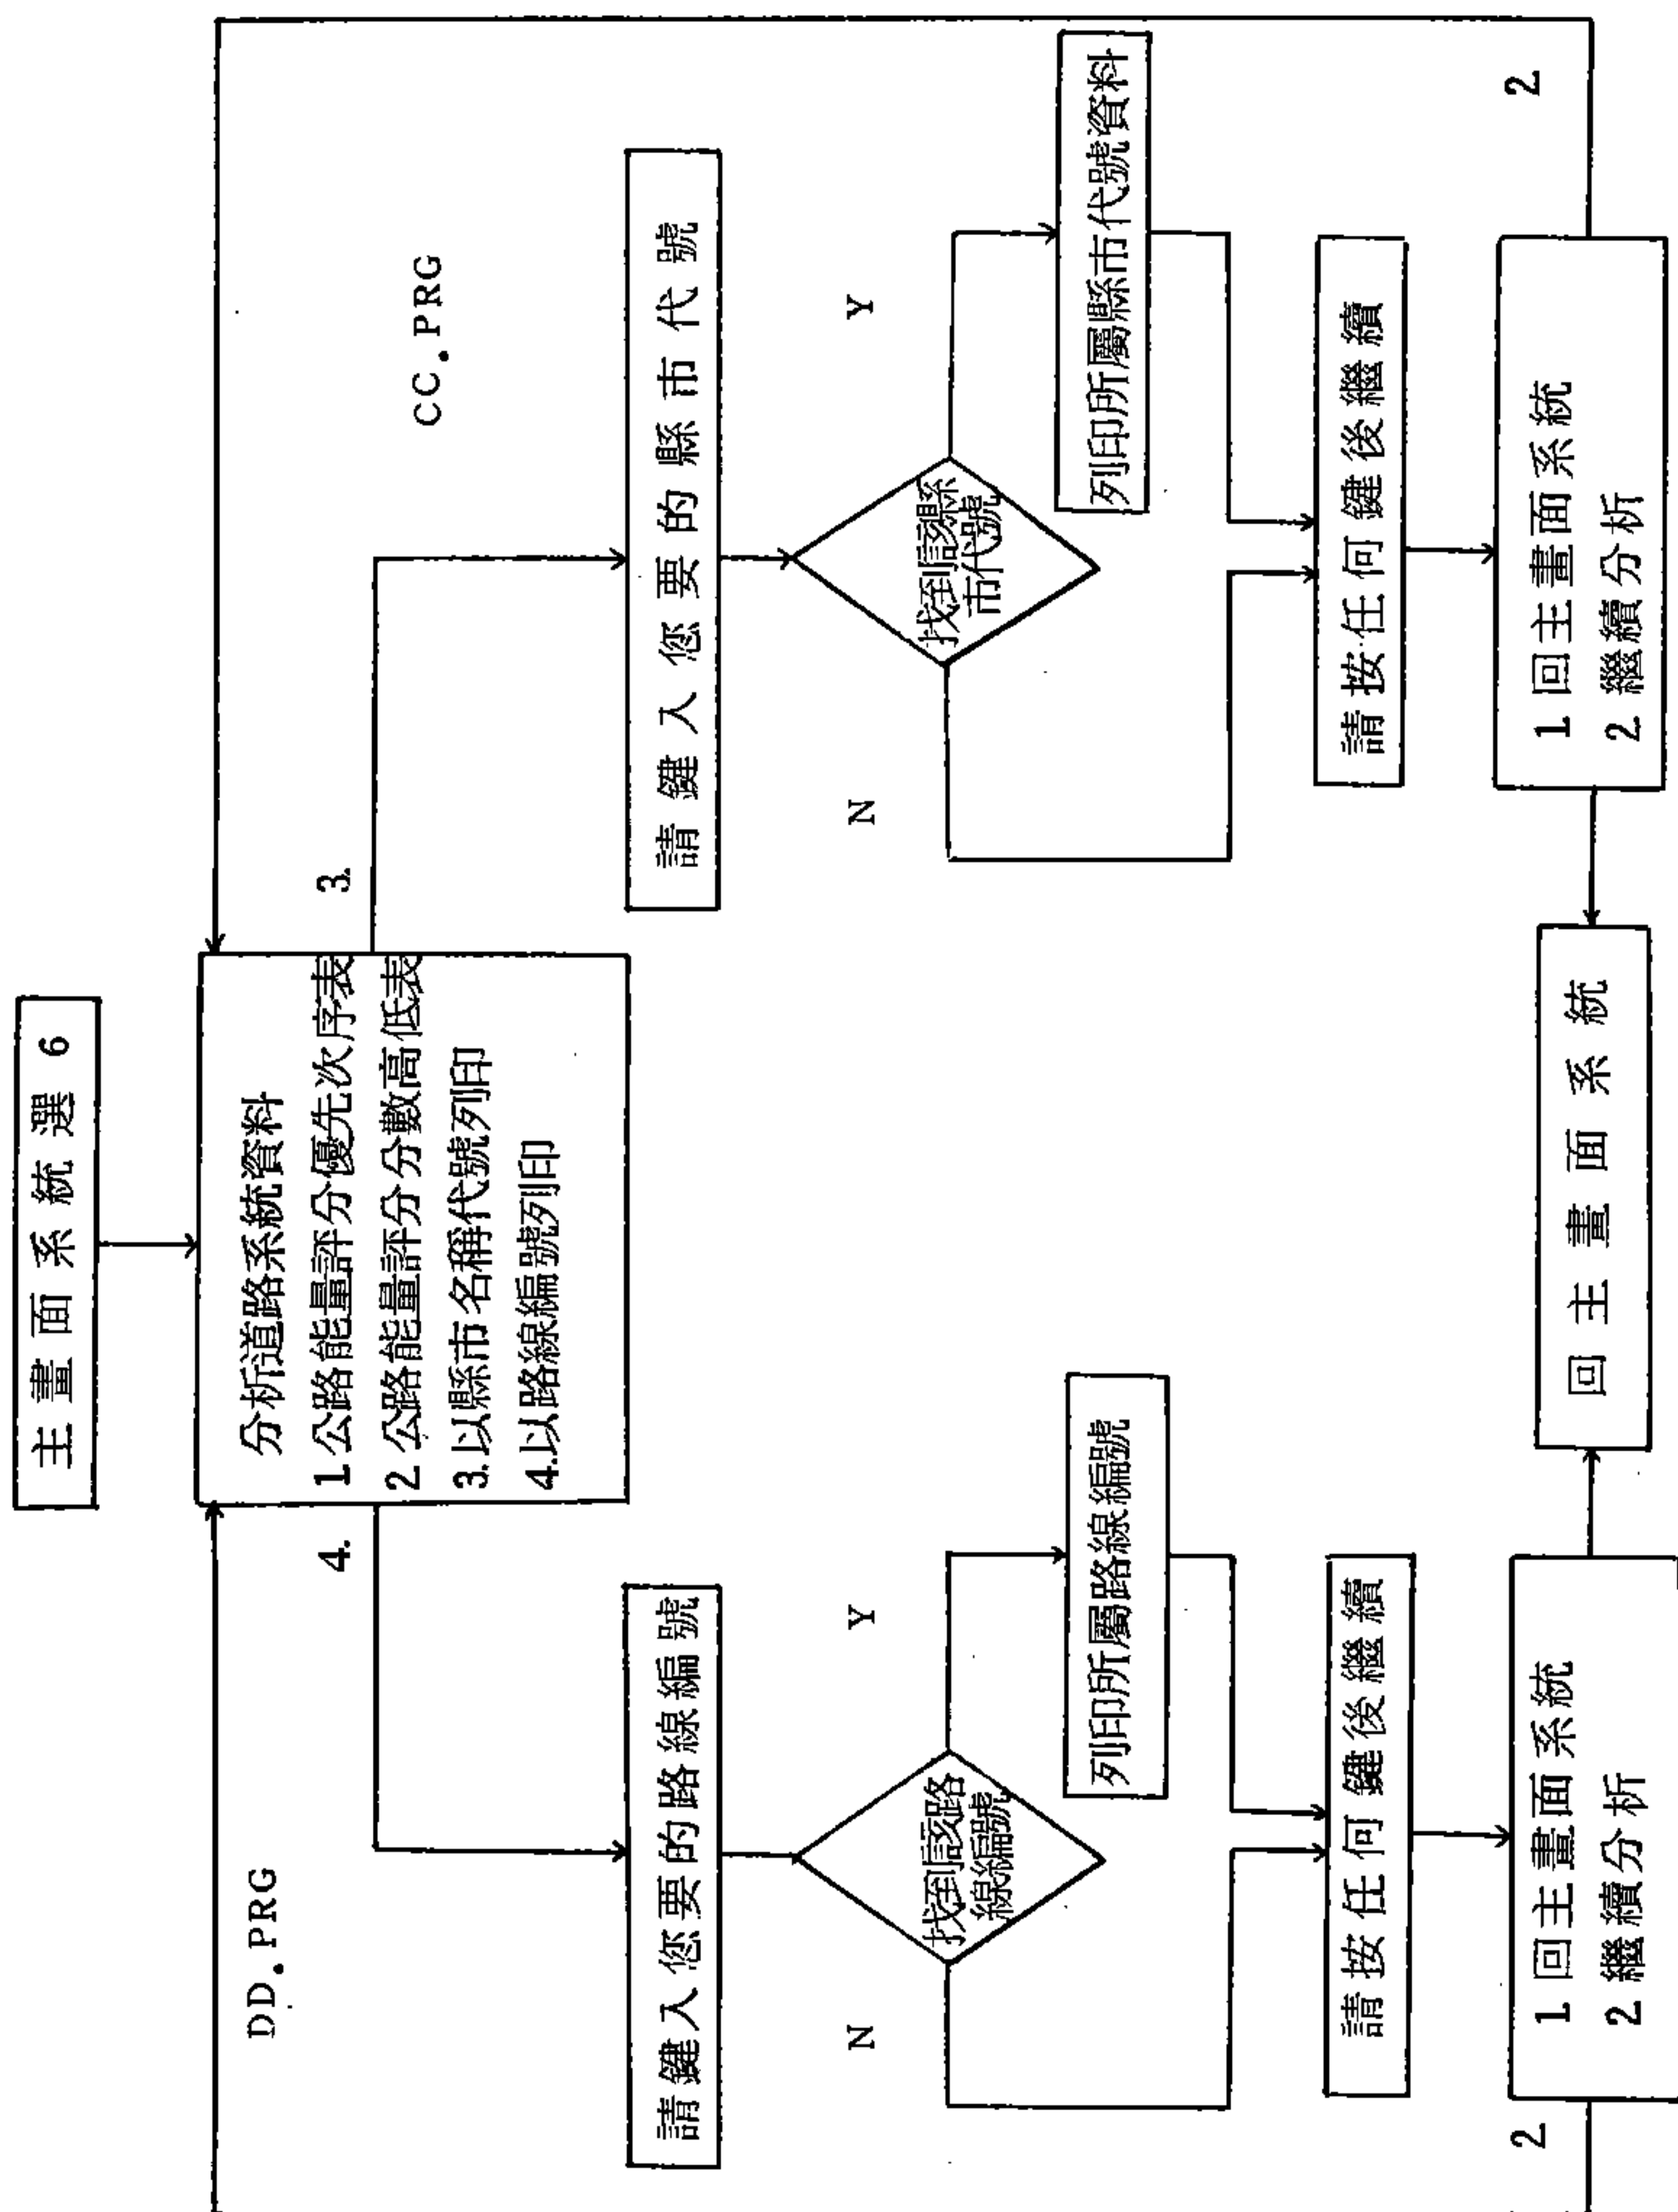 主畫面系統選 6
分析道路系統資料
1.公路能量評分優先次序表
2.公路能量評分分數高低表
3.以縣市名稱代號列印
4.以路線編號列印
4.
3.
DD.PRG
CC.PRG
請鍵入您要的路線編號
請鍵入您要的縣市代號
N
Y
N
Y
找到該路
線編號
找到該縣
市代號
列印所屬路線編號
列印所屬縣市代號資料
請按任何鍵後繼續
請按任何鍵後繼續
2.
1.回主畫面系統
2.繼續分析
回主畫面系統
1.回主畫面系統
2.繼續分析
2.